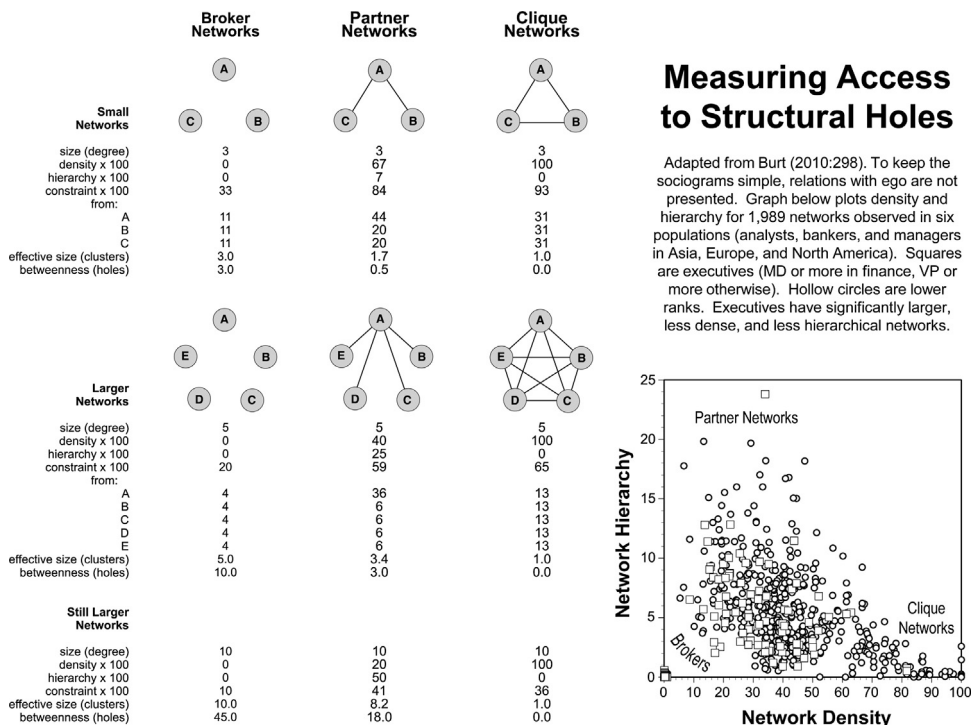 Broker Networks
Partner Networks
Clique Networks
A
C B
A
C B
A
C B
Small Networks
size (degree) 3 3 3
density x 100 0 67 100
hierarchy x 100 0 7 0
constraint x 100 33 84 93
from:
A 11 44 31
B 11 20 31
C 11 20 31
effective size (clusters) 3.0 1.7 1.0
betweenness (holes) 3.0 0.5 0.0
A
E B
D C
A
E B
D C
A
E B
D C
Larger Networks
size (degree) 5 5 5
density x 100 0 40 100
hierarchy x 100 0 25 0
constraint x 100 20 59 65
from:
A 4 36 13
B 4 6 13
C 4 6 13
D 4 6 13
E 4 6 13
effective size (clusters) 5.0 3.4 1.0
betweenness (holes) 10.0 3.0 0.0
Still Larger Networks
size (degree) 10 10 10
density x 100 0 20 100
hierarchy x 100 0 50 0
constraint x 100 10 41 36
effective size (clusters) 10.0 8.2 1.0
betweenness (holes) 45.0 18.0 0.0
Measuring Access
to Structural Holes
Adapted from Burt (2010:298). To keep the
sociograms simple, relations with ego are not
presented. Graph below plots density and
hierarchy for 1,989 networks observed in six
populations (analysts, bankers, and managers
in Asia, Europe, and North America). Squares
are executives (MD or more in finance, VP or
more otherwise). Hollow circles are lower
ranks. Executives have significantly larger,
less dense, and less hierarchical networks.
25
20
15
10
5
0
Network Hierarchy
Partner Networks
Clique Networks
Brokers
0 10 20 30 40 50 60 70 80 90 100
Network Density